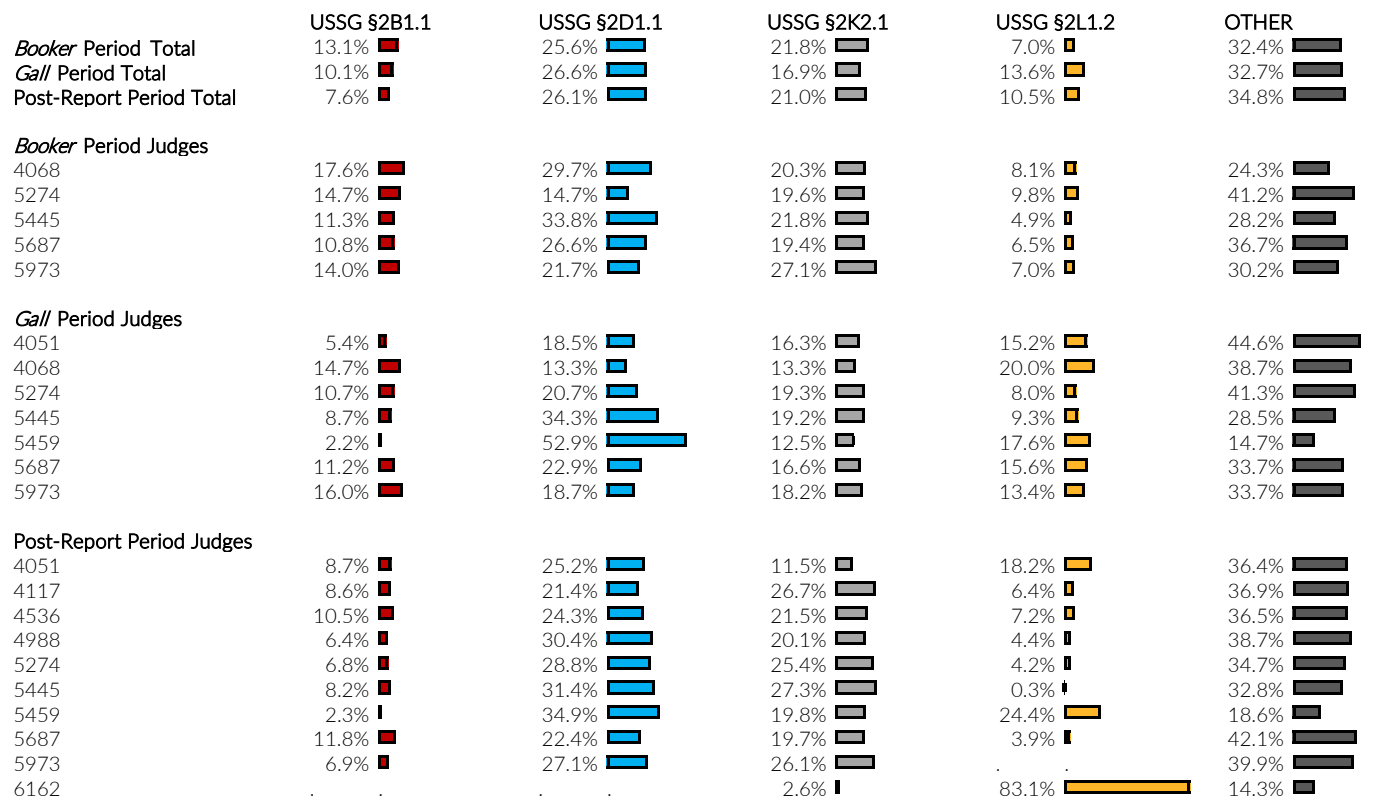 USSG §2B1.1 USSG §2D1.1 USSG §2K2.1 USSG §2L1.2 OTHER
Booker Period Total 13.1% 25.6% 21.8% 7.0% 32.4%
Gall Period Total 10.1% 26.6% 16.9% 13.6% 32.7%
Post-Report Period Total 7.6% 26.1% 21.0% 10.5% 34.8%
Booker Period Judges
4068 17.6% 29.7% 20.3% 8.1% 24.3%
5274 14.7% 14.7% 19.6% 9.8% 41.2%
5445 11.3% 33.8% 21.8% 4.9% 28.2%
5687 10.8% 26.6% 19.4% 6.5% 36.7%
5973 14.0% 21.7% 27.1% 7.0% 30.2%
Gall Period Judges
4051 5.4% 18.5% 16.3% 15.2% 44.6%
4068 14.7% 13.3% 13.3% 20.0% 38.7%
5274 10.7% 20.7% 19.3% 8.0% 41.3%
5445 8.7% 34.3% 19.2% 9.3% 28.5%
5459 2.2% 52.9% 12.5% 17.6% 14.7%
5687 11.2% 22.9% 16.6% 15.6% 33.7%
5973 16.0% 18.7% 18.2% 13.4% 33.7%
Post-Report Period Judges
4051 8.7% 25.2% 11.5% 18.2% 36.4%
4117 8.6% 21.4% 26.7% 6.4% 36.9%
4536 10.5% 24.3% 21.5% 7.2% 36.5%
4988 6.4% 30.4% 20.1% 4.4% 38.7%
5274 6.8% 28.8% 25.4% 4.2% 34.7%
5445 8.2% 31.4% 27.3% 0.3% 32.8%
5459 2.3% 34.9% 19.8% 24.4% 18.6%
5687 11.8% 22.4% 19.7% 3.9% 42.1%
5973 6.9% 27.1% 26.1% . . 39.9%
6162 . . . . 2.6% 83.1% 14.3%